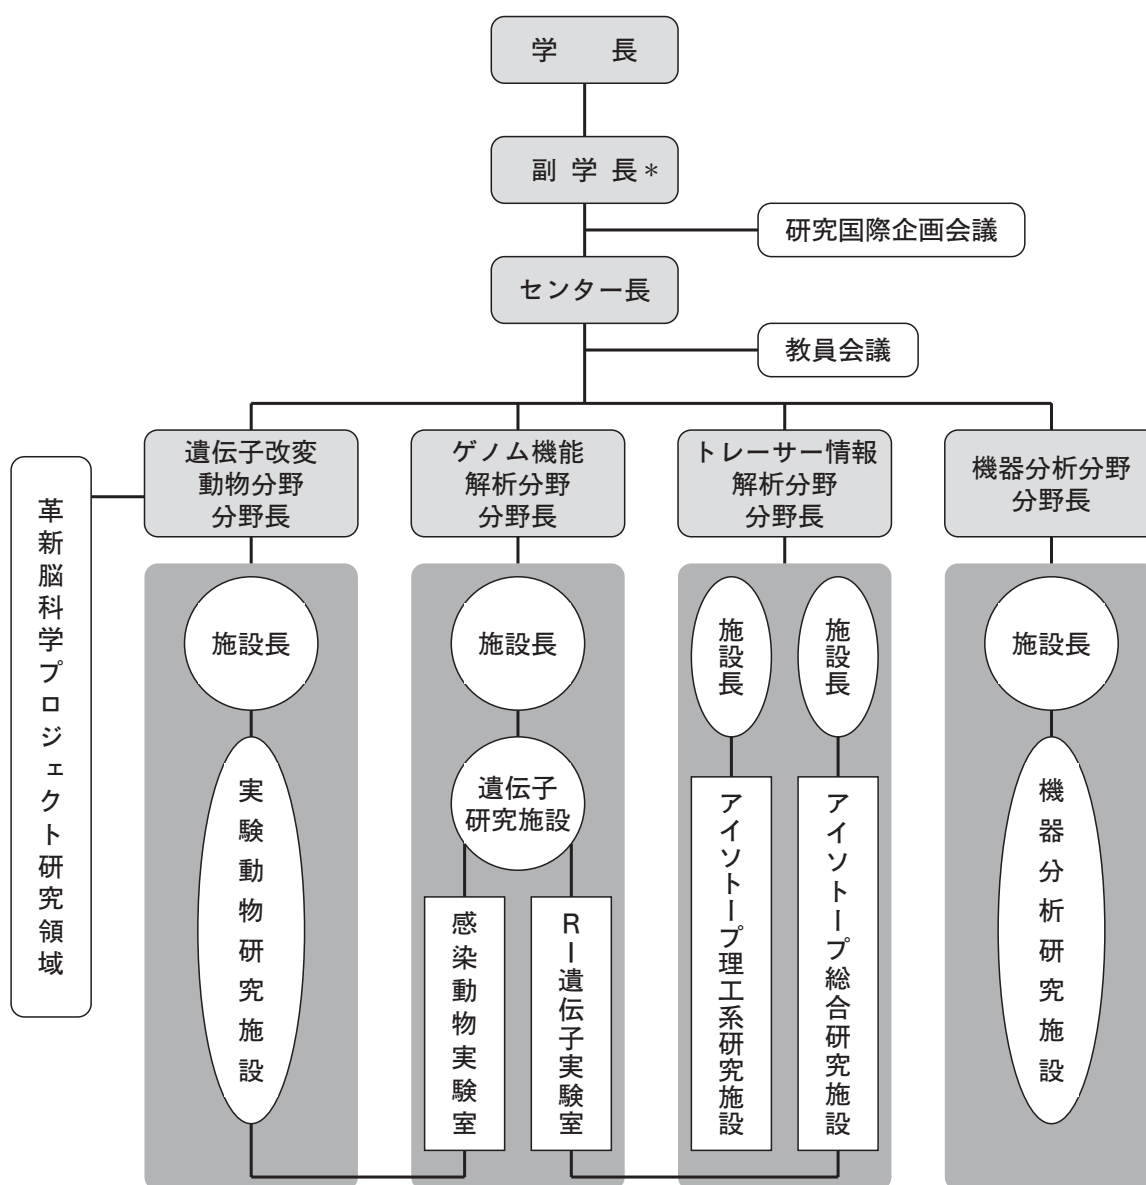 学　　長
副 学 長＊
研究国際企画会議
センター長
教員会議
遺伝子改変
動物分野
分野長
ゲノム機能
解析分野
分野長
トレーサー情報
解析分野
分野長
機器分析分野
分野長
革新脳科学プロジェクト研究領域
施設長
施設長
施設長
施設長
施設長
実験動物研究施設
遺伝子
研究施設
感染動物実験室
RI遺伝子実験室
アイソトープ理工系研究施設
アイソトープ総合研究施設
機器分析研究施設